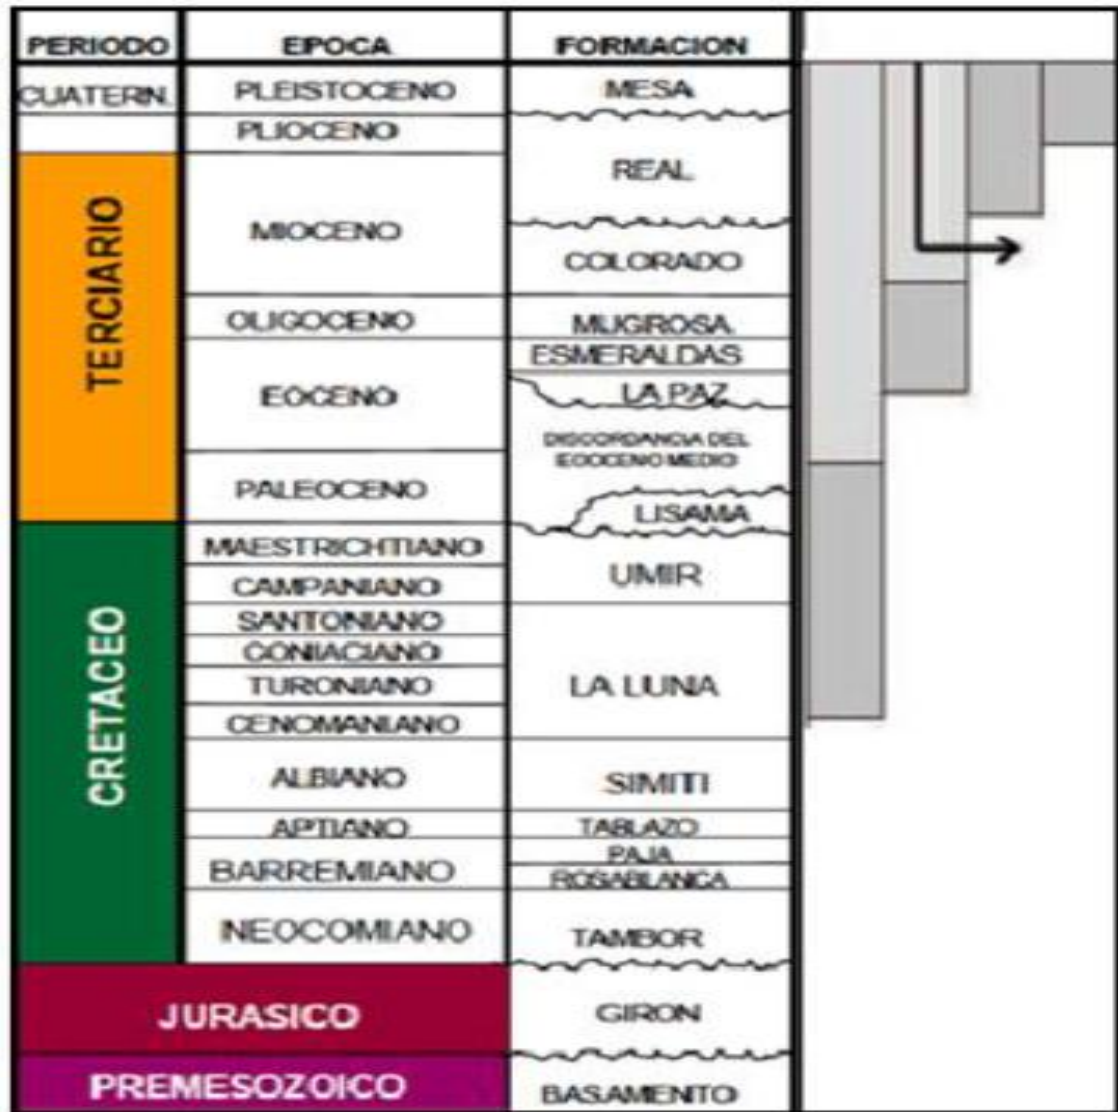 PERIODO EPOCA FORMACION
CUATERN. PLEISTOCENO MESA
PLIOCENO
REAL
TERCIARIO
MIOCENO
COLORADO
OLIGOCENO MUGROSA
ESMERALDAS
EOCENO LA PAZ
DISCORDANCIA DEL
EOOCENO MEDIO
PALEOCENO
LISAMA
MAESTRICHTIANO
UMIR
CAMPANIANO
SANTONIANO
CRETACEO
CONIACIANO
TURONIANO LA LUNA
CENOMANIANO
ALBIANO SIMITI
APTIANO TABLAZO
PAJA
BARREMIANO
ROSABLANCA
NEOCOMIANO TAMBOR
JURASICO GIRON
PREMESOZOICO BASAMENTO